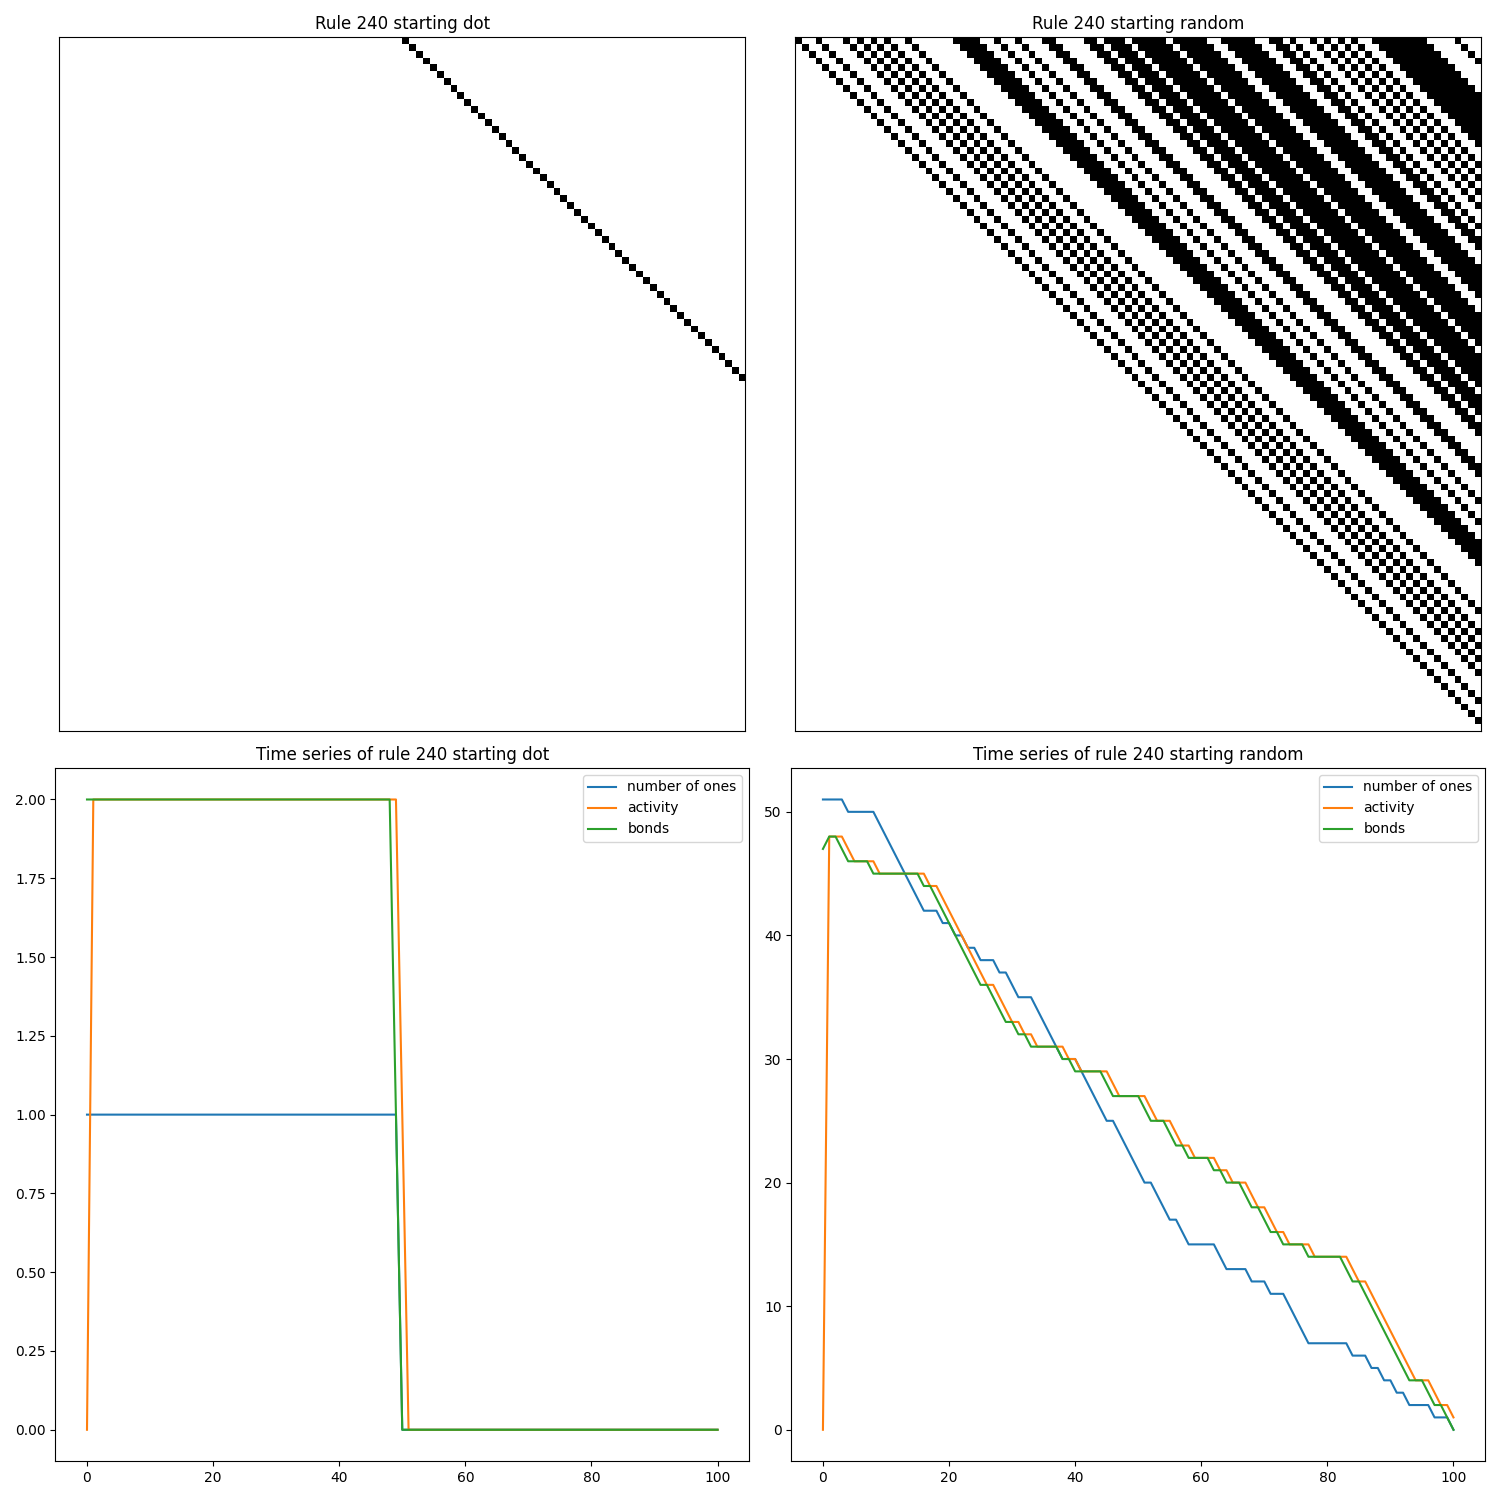 Rule 240 starting dot
Rule 240 starting random
Time series of rule 240 starting dot
2.00
1.75
1.50
1.25
1.00
0.75
0.50
0.25
0.00
0
20
40
60
80
100
number of ones
activity
bonds
Time series of rule 240 starting random
50
40
30
20
10
0
0
20
40
60
80
100
number of ones
activity
bonds